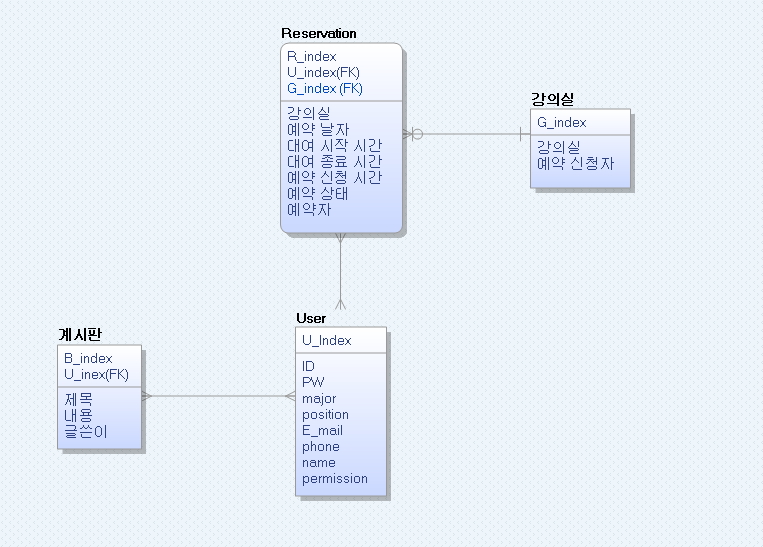 Reservation
R_index
U_index(FK)
G_index (FK)
강의실
예약 날자
대여 시작 시간
대여 종료 시간
예약 신청 시간
예약 상태
예약자
강의실
G_index
강의실
예약 신청자
User
U_Index
ID
PW
major
position
E_mail
phone
name
permission
계시판
B_index
U_inex(FK)
제목
내용
글쓴이